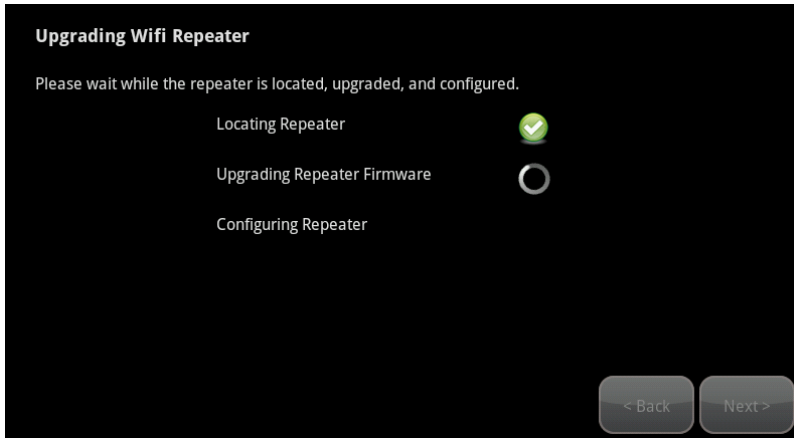 Upgrading Wifi Repeater
Please wait while the repeater is located, upgraded, and configured.
Locating Repeater
Upgrading Repeater Firmware
Configuring Repeater
< Back
Next >